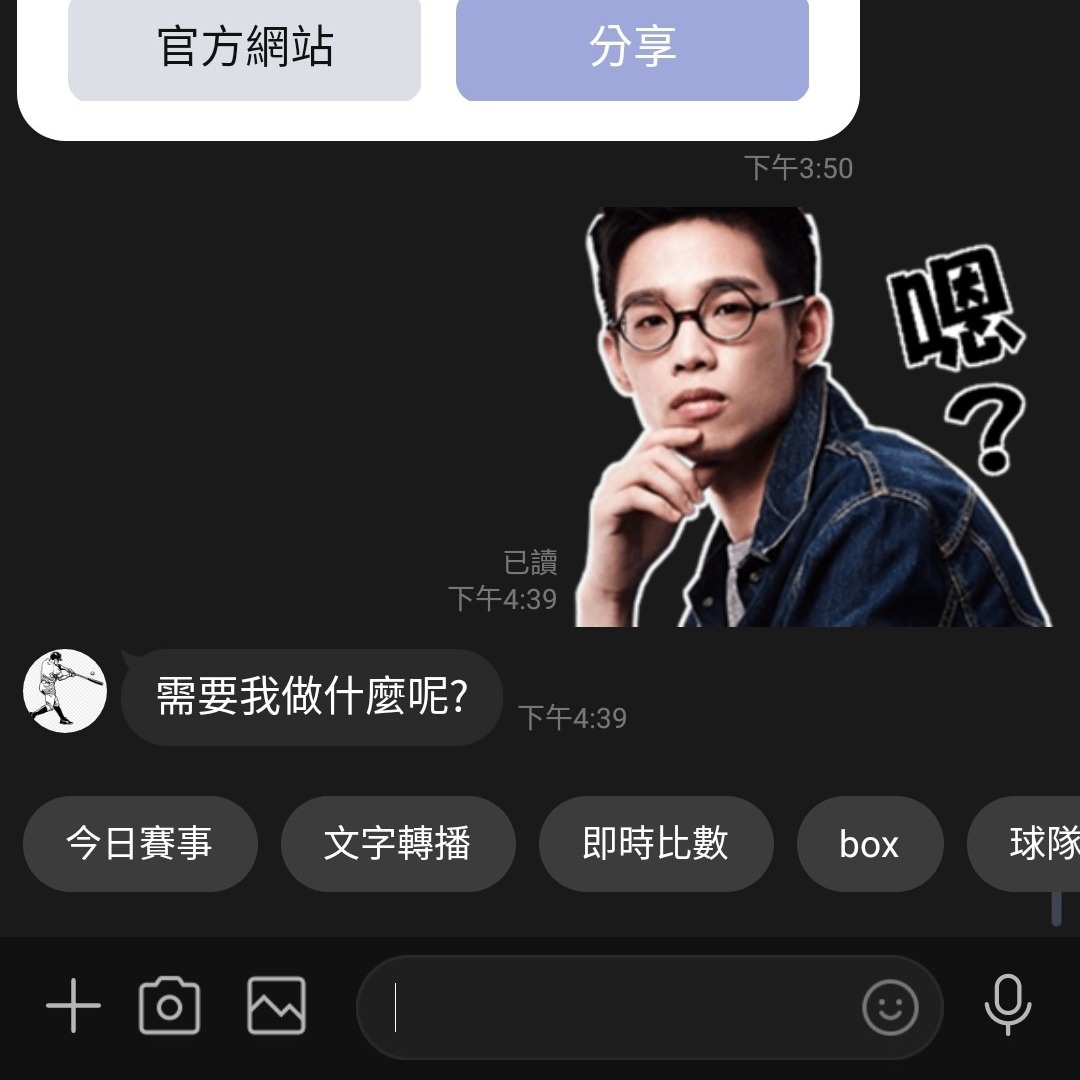 官方網站
分享
下午3:50
嗯
?
已讀
下午4:39
需要我做什麼呢?
下午4:39
今日賽事
文字轉播
即時比數
box
球隊